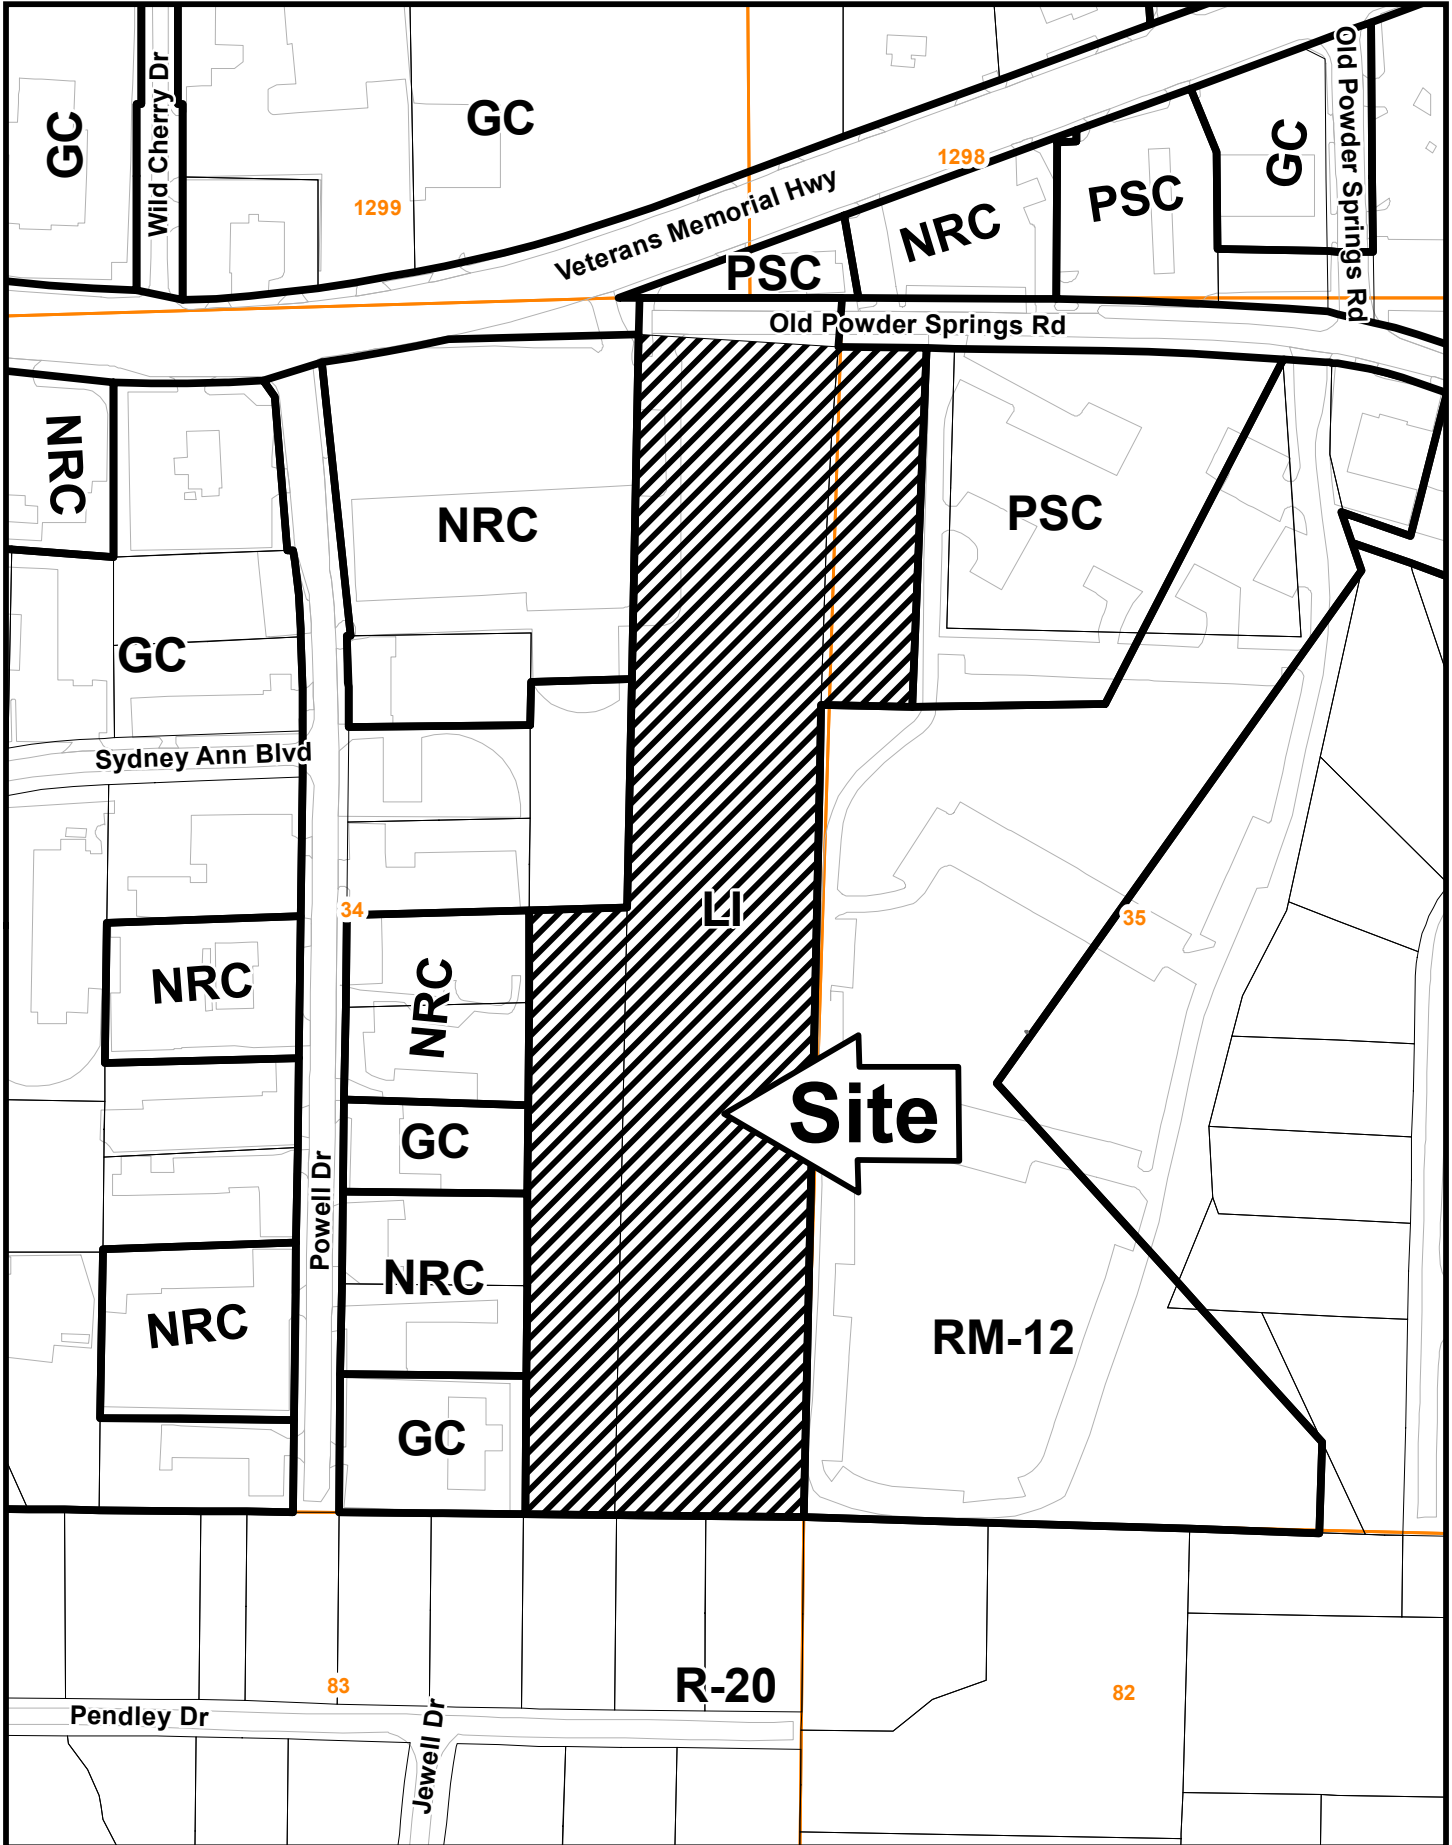 GC
Wild Cherry Dr
GC
1299
Veterans Memorial Hwy
1298
PSC
NRC
PSC
GC
Old Powder Springs Rd
Old Powder Springs Rd
NRC
NRC
PSC
GC
Sydney Ann Blvd
34
LI
35
NRC
NRC
Site
GC
Powell Dr
NRC
NRC
RM-12
GC
83
R-20
82
Pendley Dr
Jewell Dr